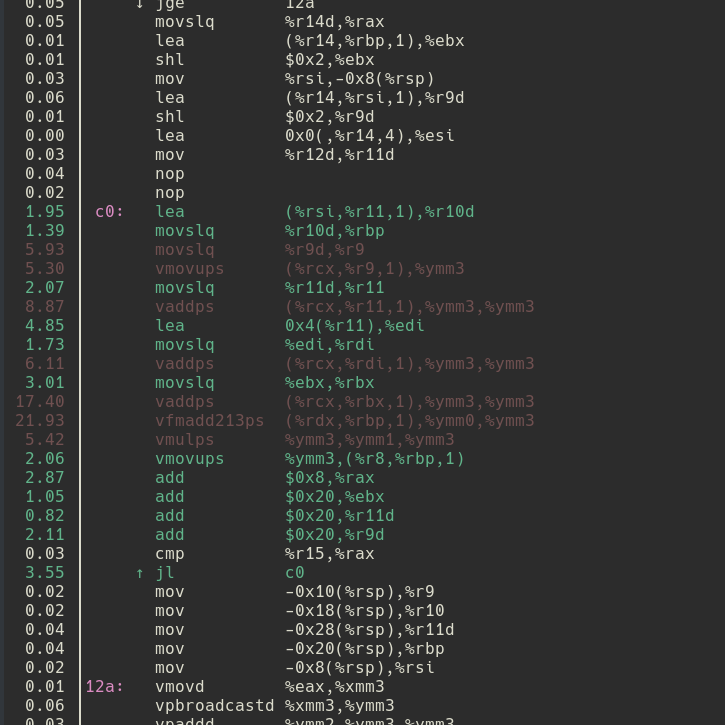 0.05 ↓ jge 12a
0.05 movslq %r14d,%rax
0.01 lea (%r14,%rbp,1),%ebx
0.01 shl $0x2,%ebx
0.03 mov %rsi,-0x8(%rsp)
0.06 lea (%r14,%rsi,1),%r9d
0.01 shl $0x2,%r9d
0.00 lea 0x0(,%r14,4),%esi
0.03 mov %r12d,%r11d
0.04 nop
0.02 nop
1.95 c0: lea (%rsi,%r11,1),%r10d
1.39 movslq %r10d,%rbp
5.93 movslq %r9d,%r9
5.30 vmovups (%rcx,%r9,1),%ymm3
2.07 movslq %r11d,%r11
8.87 vaddps (%rcx,%r11,1),%ymm3,%ymm3
4.85 lea 0x4(%r11),%edi
1.73 movslq %edi,%rdi
6.11 vaddps (%rcx,%rdi,1),%ymm3,%ymm3
3.01 movslq %ebx,%rbx
17.40 vaddps (%rcx,%rbx,1),%ymm3,%ymm3
21.93 vfmadd213ps (%rdx,%rbp,1),%ymm0,%ymm3
5.42 vmulps %ymm3,%ymm1,%ymm3
2.06 vmovups %ymm3,(%r8,%rbp,1)
2.87 add $0x8,%rax
1.05 add $0x20,%ebx
0.82 add $0x20,%r11d
2.11 add $0x20,%r9d
0.03 cmp %r15,%rax
3.55 ↑ jl c0
0.02 mov -0x10(%rsp),%r9
0.02 mov -0x18(%rsp),%r10
0.04 mov -0x28(%rsp),%r11d
0.04 mov -0x20(%rsp),%rbp
0.02 mov -0x8(%rsp),%rsi
0.01 12a: vmovd %eax,%xmm3
0.06 vpbroadcastd %xmm3,%ymm3
0.03 vpaddd %ymm2,%ymm3,%ymm3